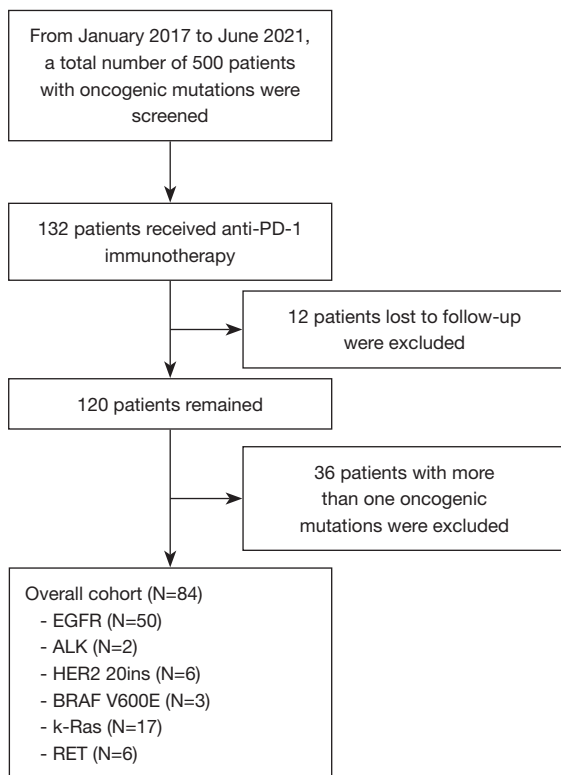 From January 2017 to June 2021,
a total number of 500 patients
with oncogenic mutations were
screened
132 patients received anti-PD-1
immunotherapy
12 patients lost to follow-up
were excluded
120 patients remained
36 patients with more
than one oncogenic
mutations were excluded
Overall cohort (N=84)
- EGFR (N=50)
- ALK (N=2)
- HER2 20ins (N=6)
- BRAF V600E (N=3)
- k-Ras (N=17)
- RET (N=6)